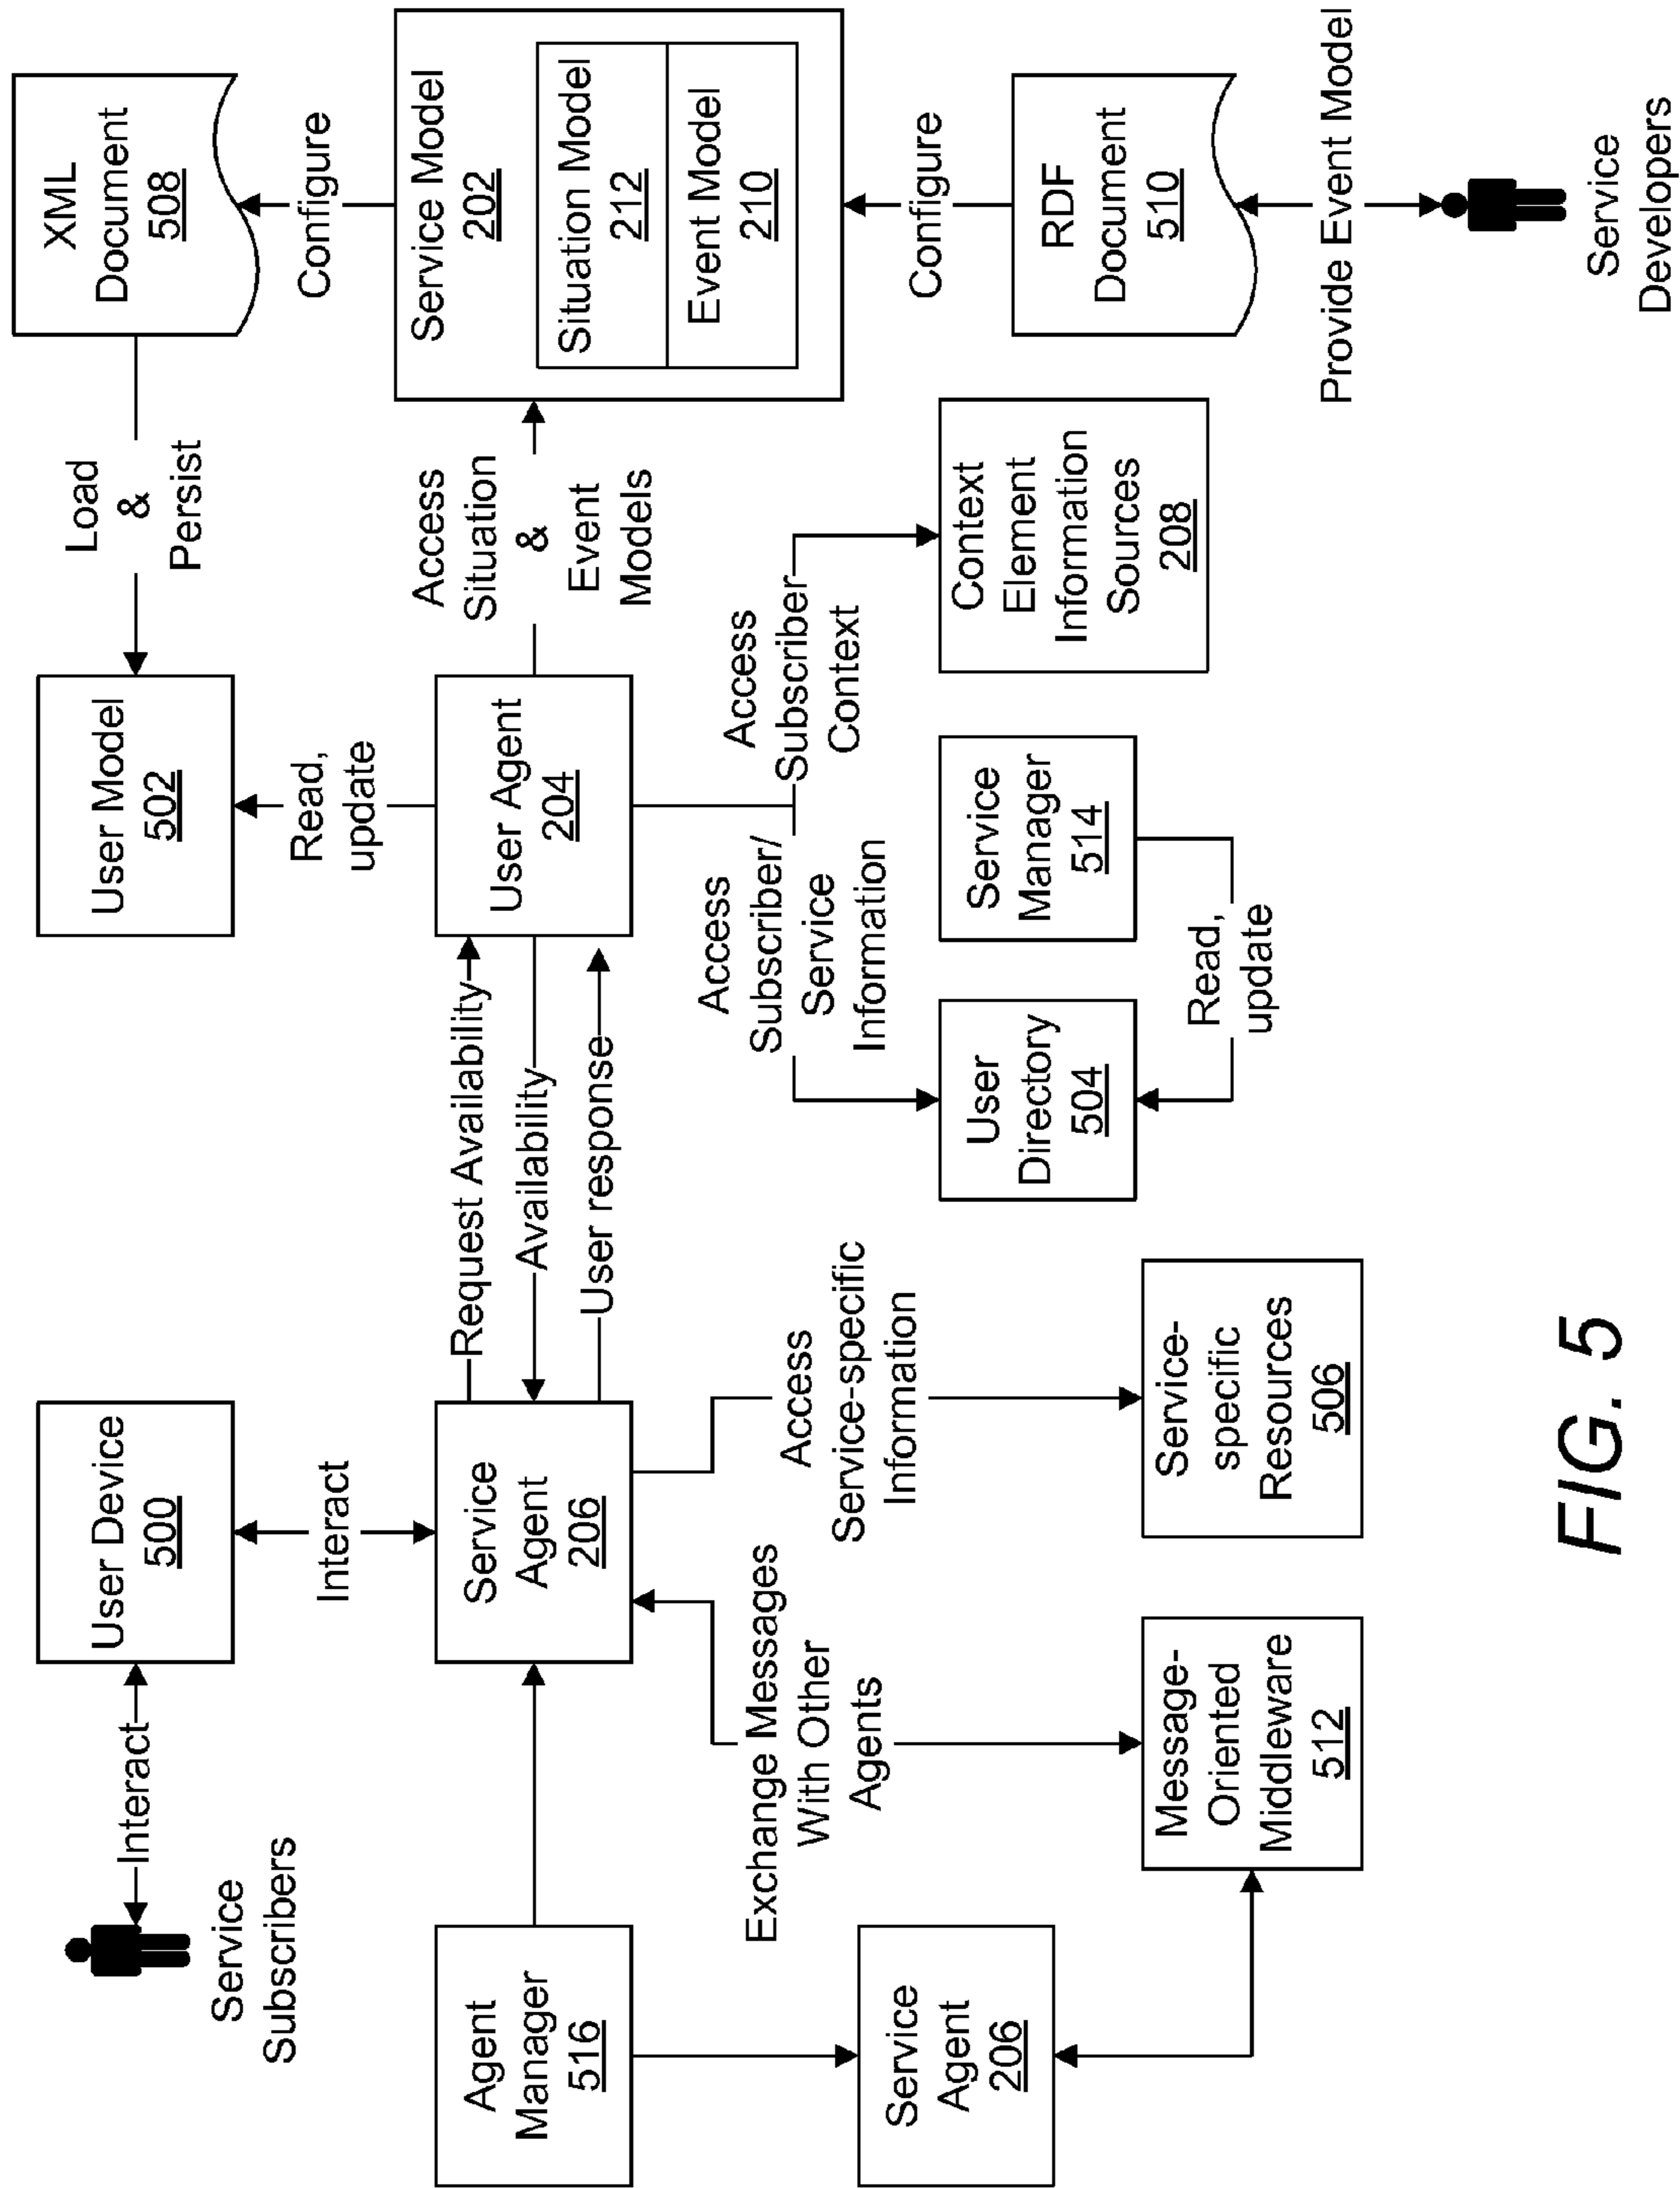 Service
Subscribers
Interact
User Device
500
Interact
User Model
502
Load
&
Persist
XML
Document
508
Read,
update
Configure
Agent
Manager
516
Service
Agent
206
Request Availability
Availability
User response
User Agent
204
Access
Situation
&
Event
Models
Service Model
202
Situation Model
212
Event Model
210
Exchange Messages
With Other
Agents
Access
Service-specific
Information
Access
Subscriber/
Service
Information
Access
Subscriber
Context
Configure
Service
Agent
206
Message-
Oriented
Middleware
512
Service-
specific
Resources
506
User
Directory
504
Service
Manager
514
Read,
update
Context
Element
Information
Sources
208
RDF
Document
510
Provide Event Model
Service
Developers
FIG. 5